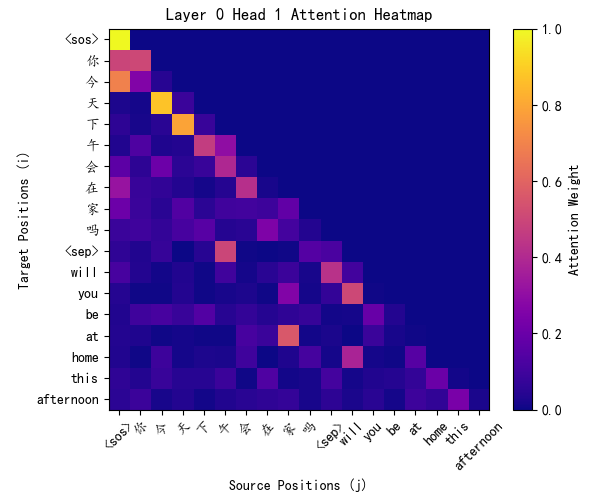 Layer 0 Head 1 Attention Heatmap
<sos>
你
今
天
下
午
会
在
家
吗
<sep>
will
you
be
at
home
this
afternoon
Target Positions (i)
<sos> 你 今 天 下 午 会 在 家 吗 <sep> will you be at home this afternoon
Source Positions (j)
1.0
0.8
0.6
0.4
0.2
0.0
Attention Weight